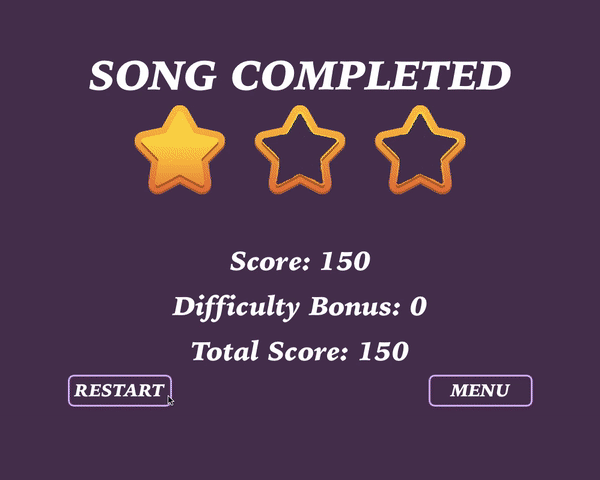 SONG COMPLETED
Score: 150
Difficulty Bonus: 0
Total Score: 150
RESTART
MENU